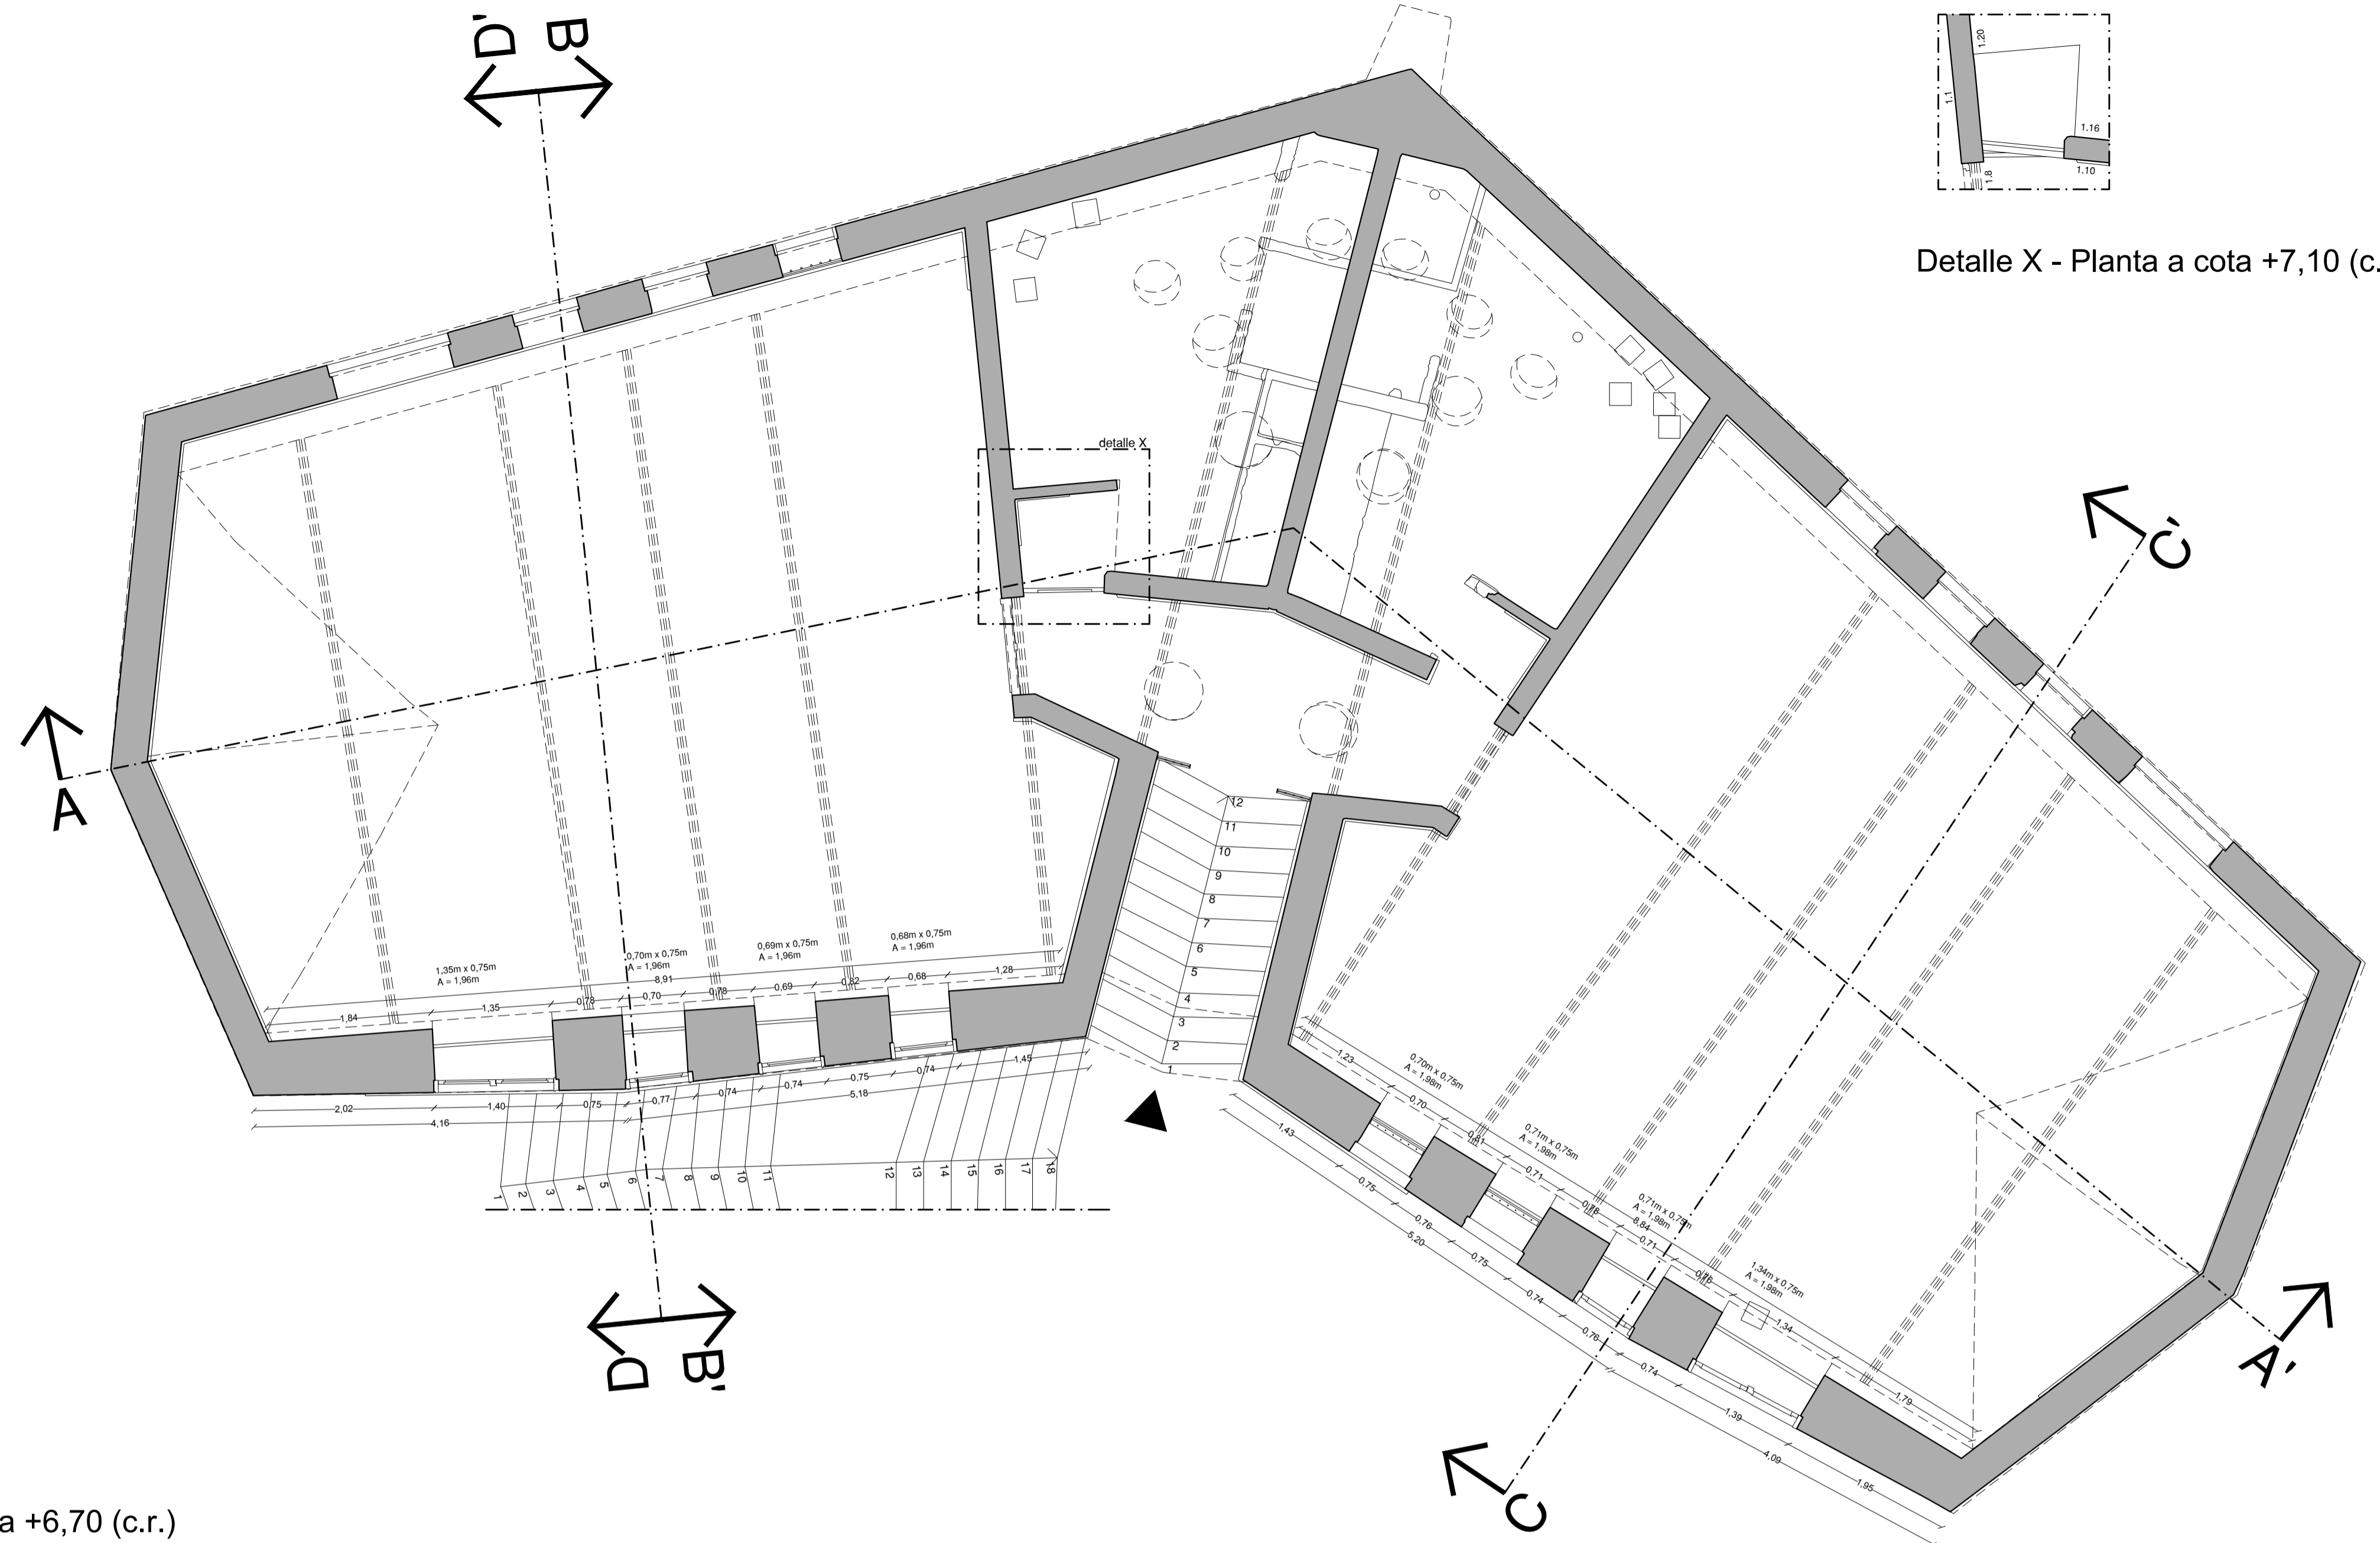 D'
B
1.20
1.1
1.16
1.10
1.8
Detalle X - Planta a cota +7,10 (c.
detalle X
C'
A
12
11
10
9
8
7
6
5
4
3
2
1
1,35m x 0,75m
A = 1,96m
0,70m x 0,75m
A = 1,96m
0,69m x 0,75m
A = 1,96m
0,68m x 0,75m
A = 1,96m
8,91
1,84
1,35
0,78
0,70
0,78
0,69
0,82
0,68
1,28
2,02
1,40
0,75
0,77
0,74
0,74
0,75
0,74
1,45
4,16
5,18
1
2
3
4
5
6
7
8
9
10
11
12
13
14
15
16
17
18
D
B'
0,70m x 0,75m
A = 1,98m
0,71m x 0,75m
A = 1,98m
0,71m x 0,75m
A = 1,98m
8,84
1,34m x 0,75m
A = 1,98m
1,23
0,70
0,81
0,71
0,78
0,71
0,76
1,34
1,79
1,43
0,75
0,76
0,75
0,74
0,76
0,74
1,39
1,95
5,20
4,09
A'
C
a +6,70 (c.r.)